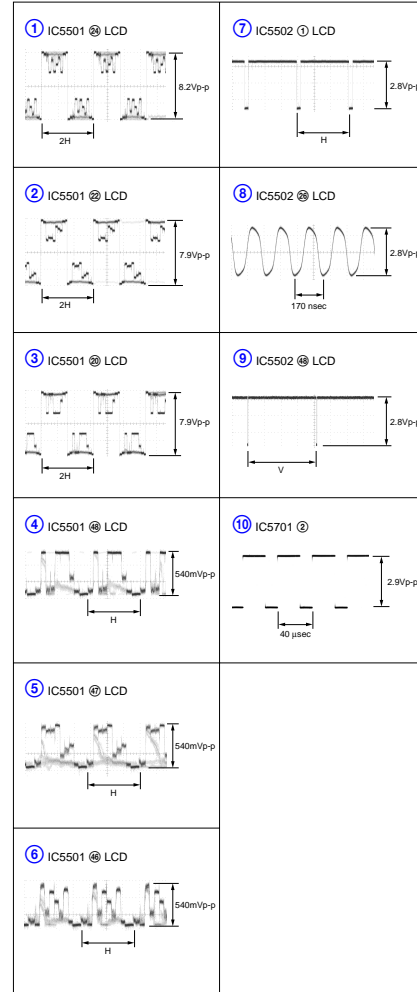 ① IC5501 ㉔ LCD
8.2Vp-p
2H
② IC5501 ㉒ LCD
7.9Vp-p
2H
③ IC5501 ⑳ LCD
7.9Vp-p
2H
④ IC5501 ㊽ LCD
540mVp-p
H
⑤ IC5501 ㊼ LCD
540mVp-p
H
⑥ IC5501 ㊻ LCD
540mVp-p
H
⑦ IC5502 ① LCD
2.8Vp-p
H
⑧ IC5502 ㉖ LCD
2.8Vp-p
170 nsec
⑨ IC5502 ㊽ LCD
2.8Vp-p
V
⑩ IC5701 ②
2.9Vp-p
40 µsec